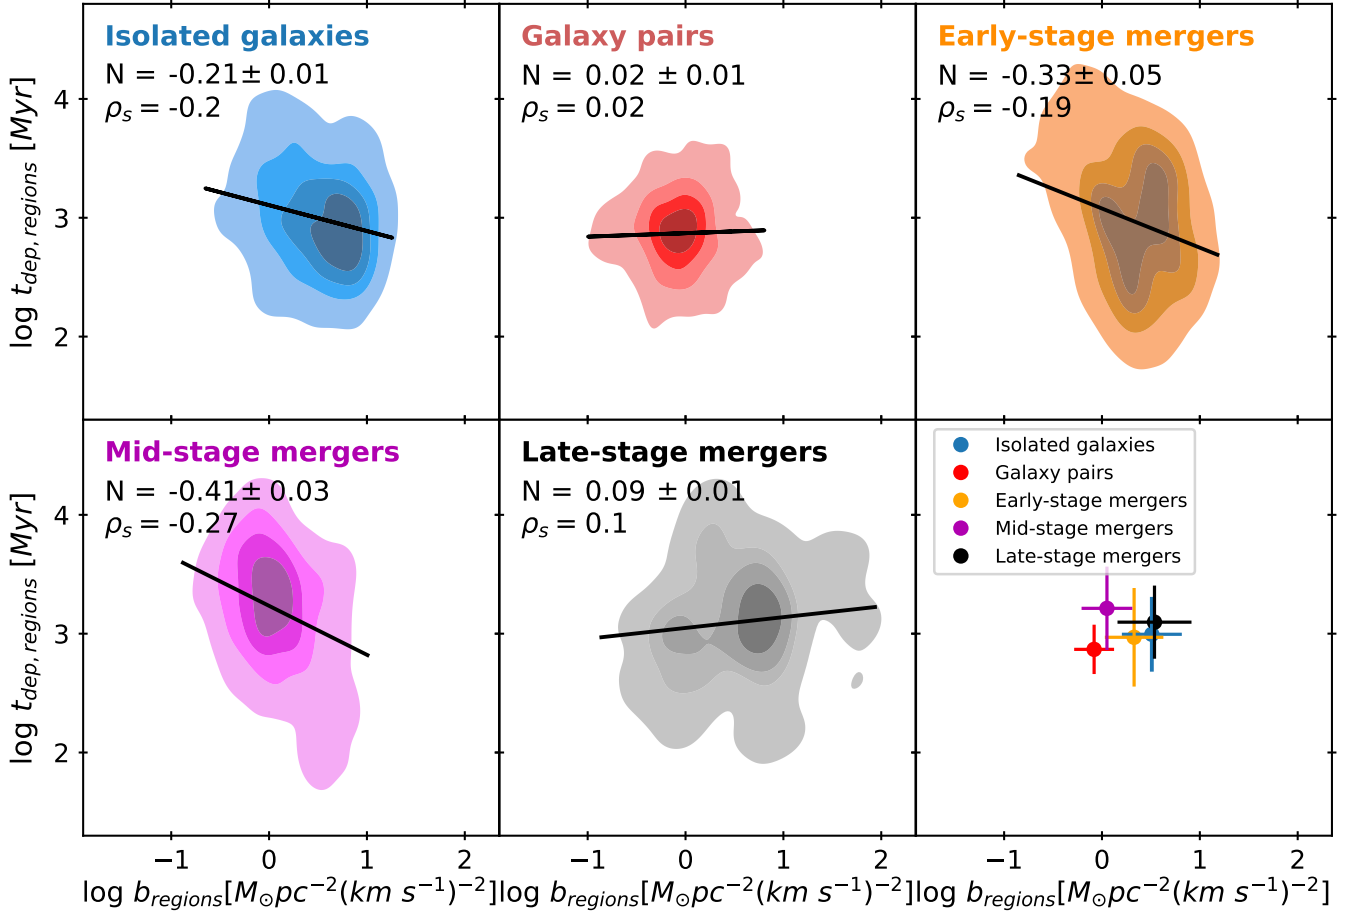 Isolated galaxies
N = -0.21± 0.01
ρs = -0.2
Galaxy pairs
N = 0.02 ± 0.01
ρs = 0.02
Early-stage mergers
N = -0.33± 0.05
ρs = -0.19
log tdep,regions [Myr]
4
3
2
Mid-stage mergers
N = -0.41± 0.03
ρs = -0.27
Late-stage mergers
N = 0.09 ± 0.01
ρs = 0.1
Isolated galaxies
Galaxy pairs
Early-stage mergers
Mid-stage mergers
Late-stage mergers
log tdep,regions [Myr]
4
3
2
−1 0 1 2
−1 0 1 2
−1 0 1 2
log bregions[M⊙pc−2(km s−1)−2]
log bregions[M⊙pc−2(km s−1)−2]
log bregions[M⊙pc−2(km s−1)−2]